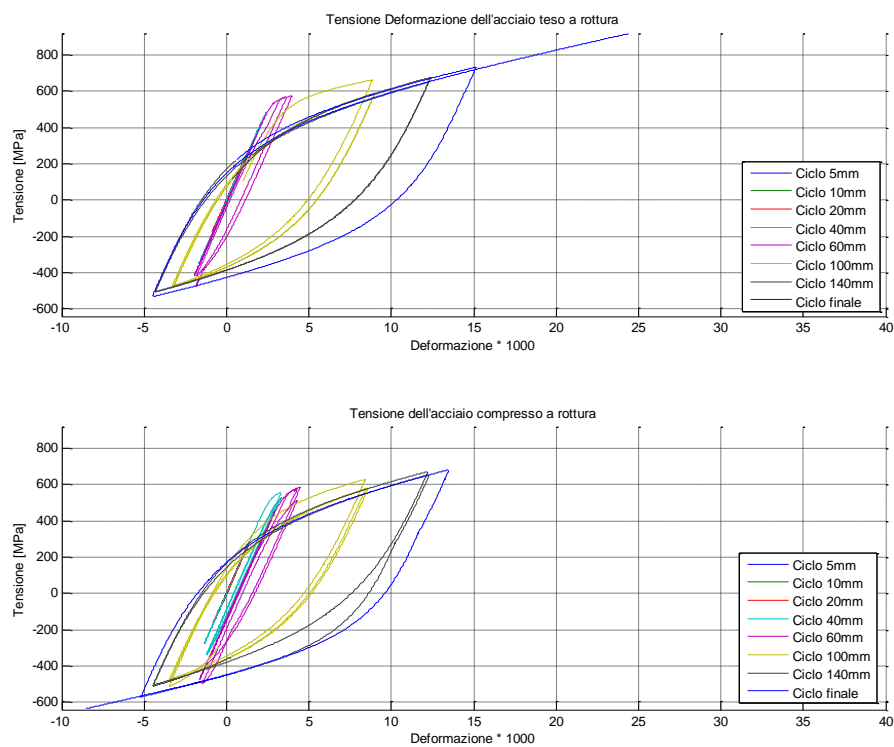 Tensione Deformazione dell'acciaio teso a rottura
800
600
400
200
0
-200
-400
-600
Tensione [MPa]
-10 -5 0 5 10 15 20 25 30 35 40
Deformazione * 1000
Ciclo 5mm
Ciclo 10mm
Ciclo 20mm
Ciclo 40mm
Ciclo 60mm
Ciclo 100mm
Ciclo 140mm
Ciclo finale
Tensione dell'acciaio compresso a rottura
800
600
400
200
0
-200
-400
-600
Tensione [MPa]
-10 -5 0 5 10 15 20 25 30 35 40
Deformazione * 1000
Ciclo 5mm
Ciclo 10mm
Ciclo 20mm
Ciclo 40mm
Ciclo 60mm
Ciclo 100mm
Ciclo 140mm
Ciclo finale